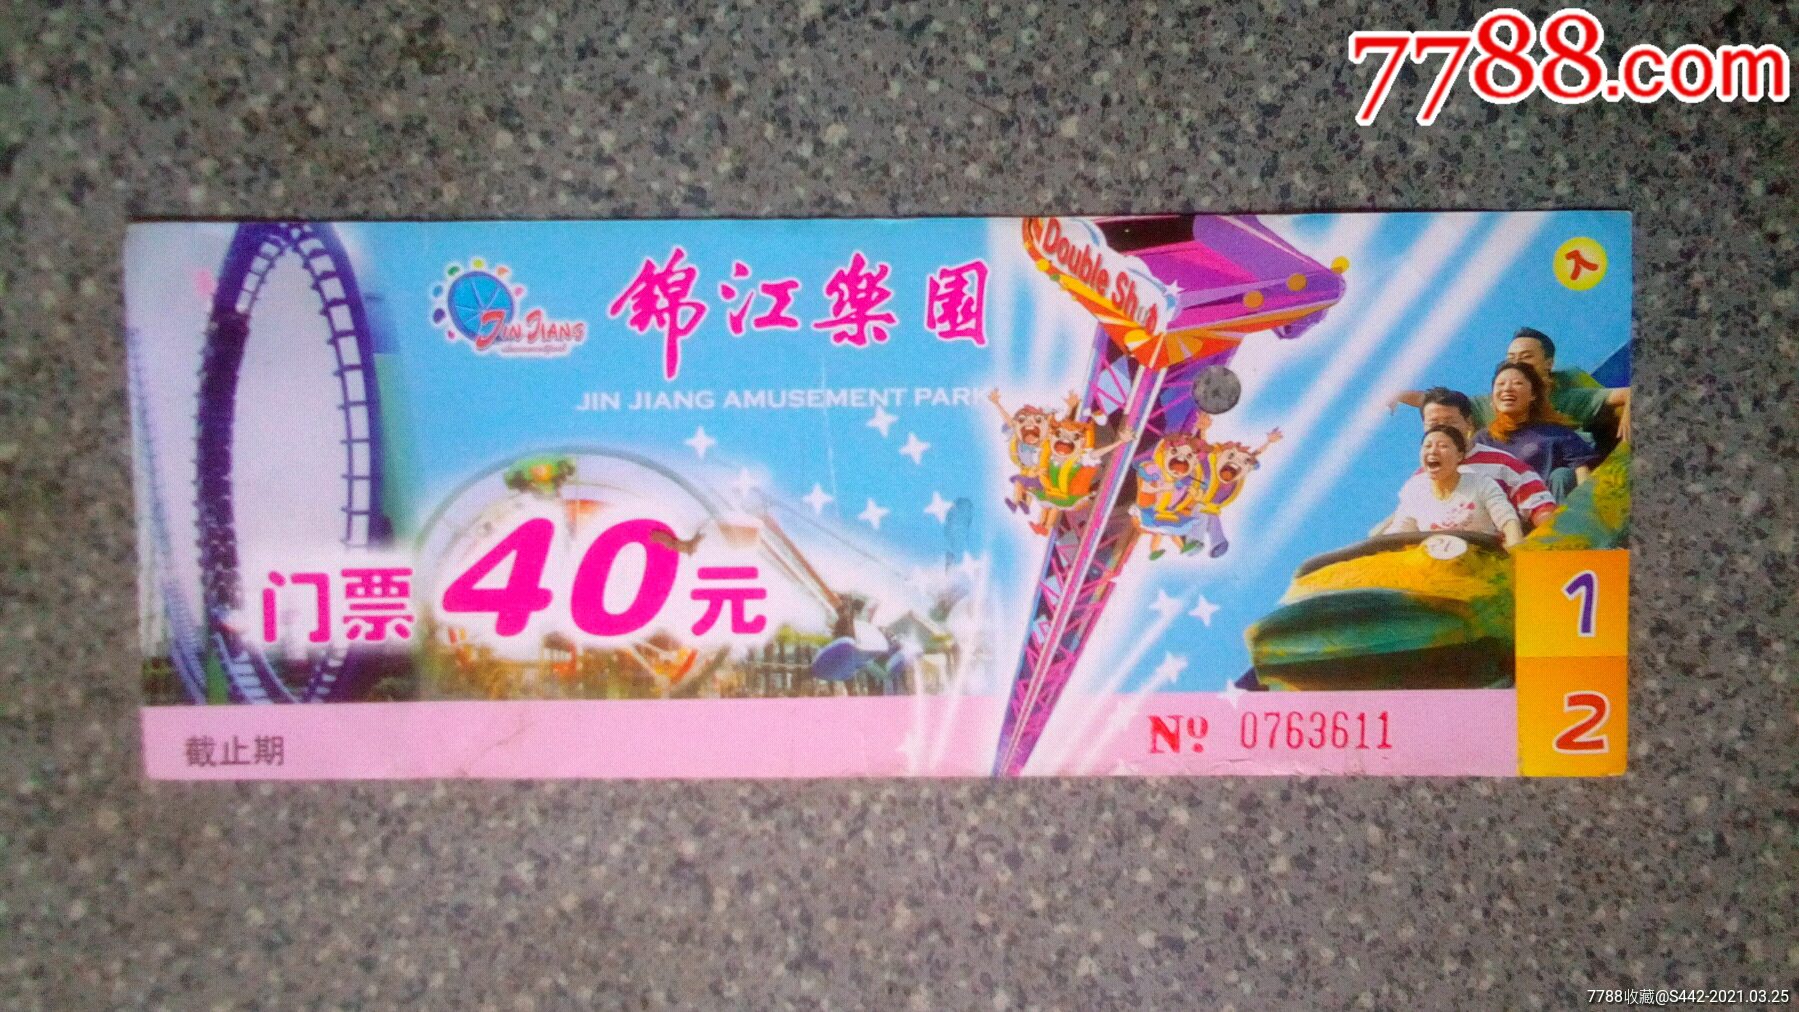 7788.com
錦江樂園
JIN JIANG
JIN JIANG AMUSEMENT PARK
Double Shot
入
门票40元
1
2
截止期
Nº 0763611
7788收藏@S442-2021.03.25